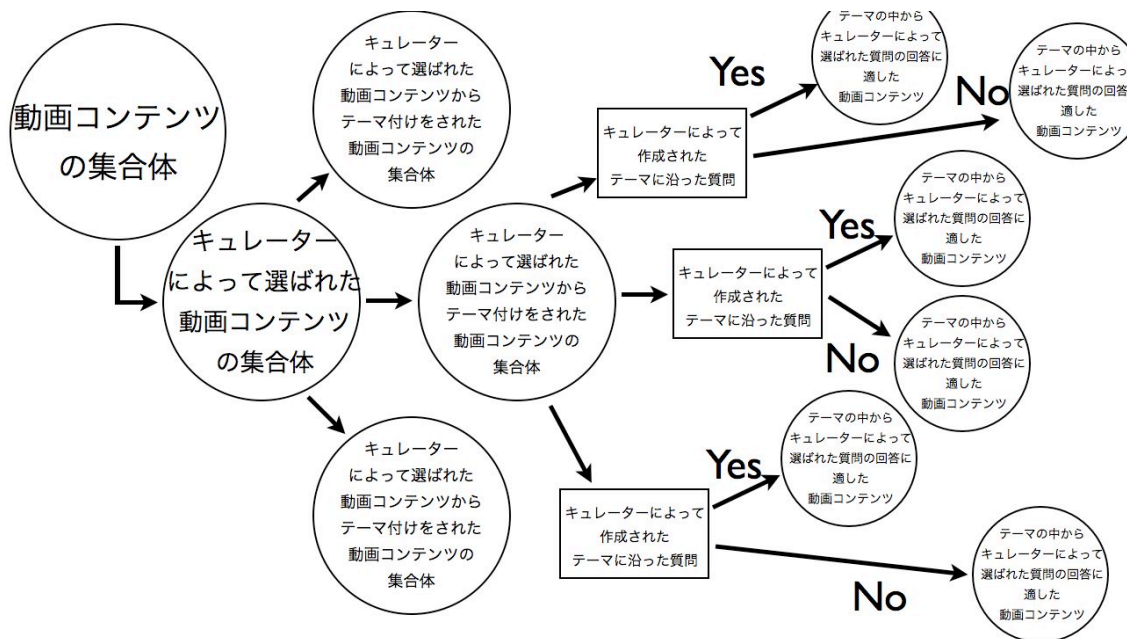 動画コンテンツ
の集合体
キュレーター
によって選ばれた
動画コンテンツ
の集合体
キュレーター
によって選ばれた
動画コンテンツから
テーマ付けをされた
動画コンテンツの
集合体
キュレーター
によって選ばれた
動画コンテンツから
テーマ付けをされた
動画コンテンツの
集合体
キュレーター
によって選ばれた
動画コンテンツから
テーマ付けをされた
動画コンテンツの
集合体
キュレーターによって
作成された
テーマに沿った質問
Yes
テーマの中から
キュレーターによって
選ばれた質問の回答に
適した
動画コンテンツ
No
テーマの中から
キュレーターによっ
選ばれた質問の回答
適した
動画コンテンツ
キュレーターによって
作成された
テーマに沿った質問
Yes
テーマの中から
キュレーターによって
選ばれた質問の回答に
適した
動画コンテンツ
No
テーマの中から
キュレーターによって
選ばれた質問の回答に
適した
動画コンテンツ
キュレーターによって
作成された
テーマに沿った質問
Yes
テーマの中から
キュレーターによって
選ばれた質問の回答に
適した
動画コンテンツ
No
テーマの中から
キュレーターによって
選ばれた質問の回答に
適した
動画コンテンツ